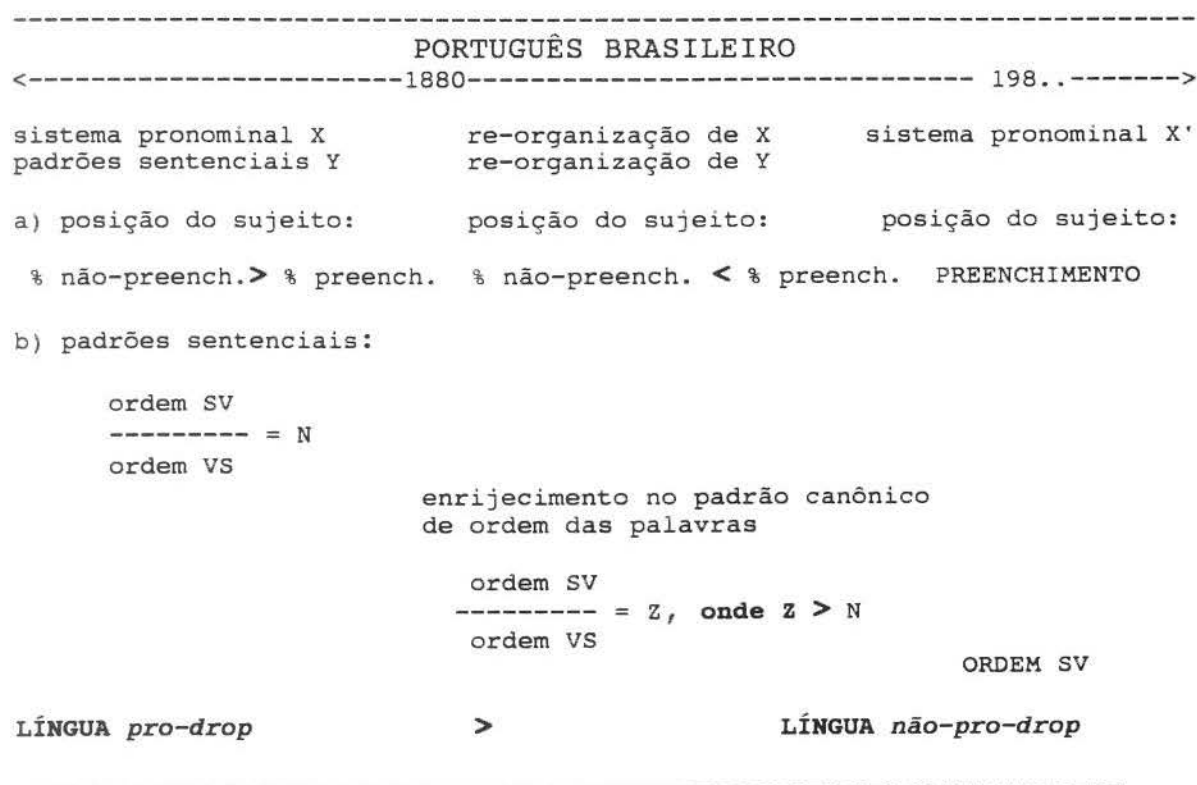 PORTUGUÊS BRASILEIRO
<------------------------1880-------------------------------- 198..------->
sistema pronominal X re-organização de X sistema pronominal X'
padrões sentenciais Y re-organização de Y
a) posição do sujeito: posição do sujeito: posição do sujeito:
% não-preench.> % preench. % não-preench. < % preench. PREENCHIMENTO
b) padrões sentenciais:
ordem SV
--------- = N
ordem VS
enrijecimento no padrão canônico
de ordem das palavras
ordem SV
--------- = Z, onde Z > N
ordem VS
ORDEM SV
LÍNGUA pro-drop > LÍNGUA não-pro-drop